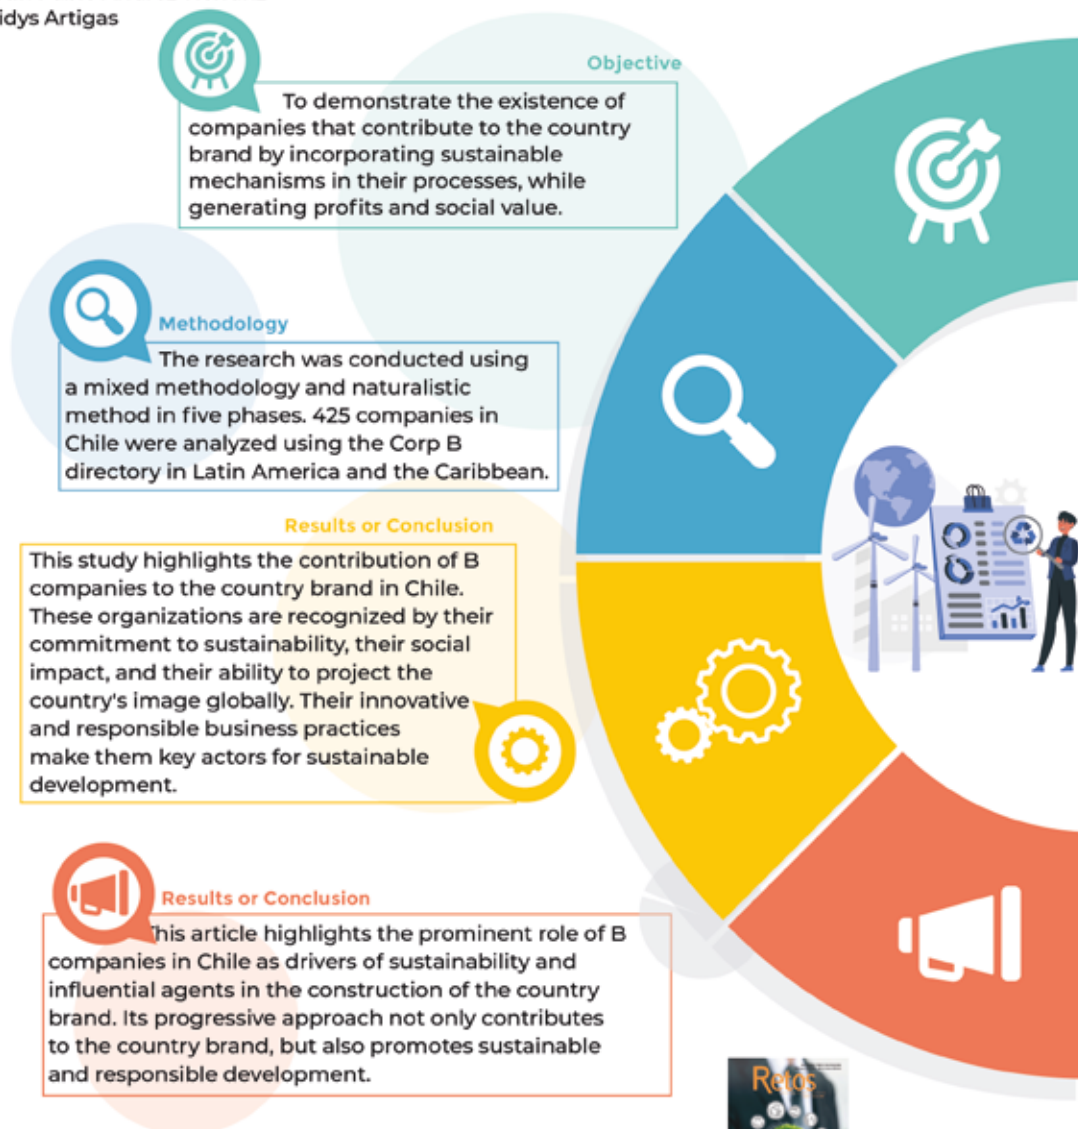 Artigas
Objective
To demonstrate the existence of
companies that contribute to the country
brand by incorporating sustainable
mechanisms in their processes, while
generating profits and social value.
Methodology
The research was conducted using
a mixed methodology and naturalistic
method in five phases. 425 companies in
Chile were analyzed using the Corp B
directory in Latin America and the Caribbean.
Results or Conclusion
This study highlights the contribution of B
companies to the country brand in Chile.
These organizations are recognized by their
commitment to sustainability, their social
impact, and their ability to project the
country's image globally. Their innovative
and responsible business practices
make them key actors for sustainable
development.
Results or Conclusion
This article highlights the prominent role of B
companies in Chile as drivers of sustainability and
influential agents in the construction of the country
brand. Its progressive approach not only contributes
to the country brand, but also promotes sustainable
and responsible development.
Retos